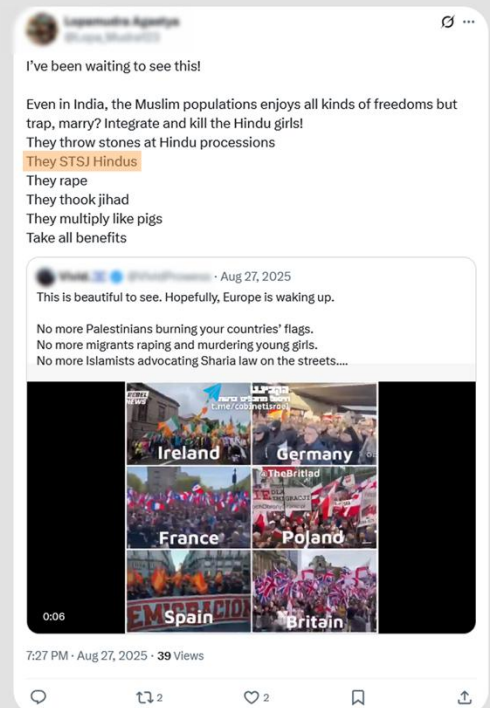 I've been waiting to see this!
Even in India, the Muslim populations enjoys all kinds of freedoms but
trap, marry? Integrate and kill the Hindu girls!
They throw stones at Hindu processions
They STSJ Hindus
They rape
They thook jihad
They multiply like pigs
Take all benefits
· Aug 27, 2025
This is beautiful to see. Hopefully, Europe is waking up.
No more Palestinians burning your countries' flags.
No more migrants raping and murdering young girls.
No more Islamists advocating Sharia law on the streets....
REBEL NEWS
t.me/cabinetisrael
Ireland
Germany
@TheBritlad
France
Poland
EMIGRACION
Spain
Britain
0:06
7:27 PM · Aug 27, 2025 · 39 Views
2
2